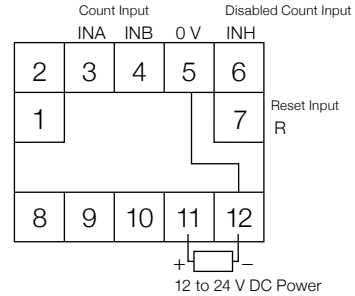 Count Input Disabled Count Input
INA INB 0 V INH
2 3 4 5 6
1 7 Reset Input
R
8 9 10 11 12
+ −
12 to 24 V DC Power